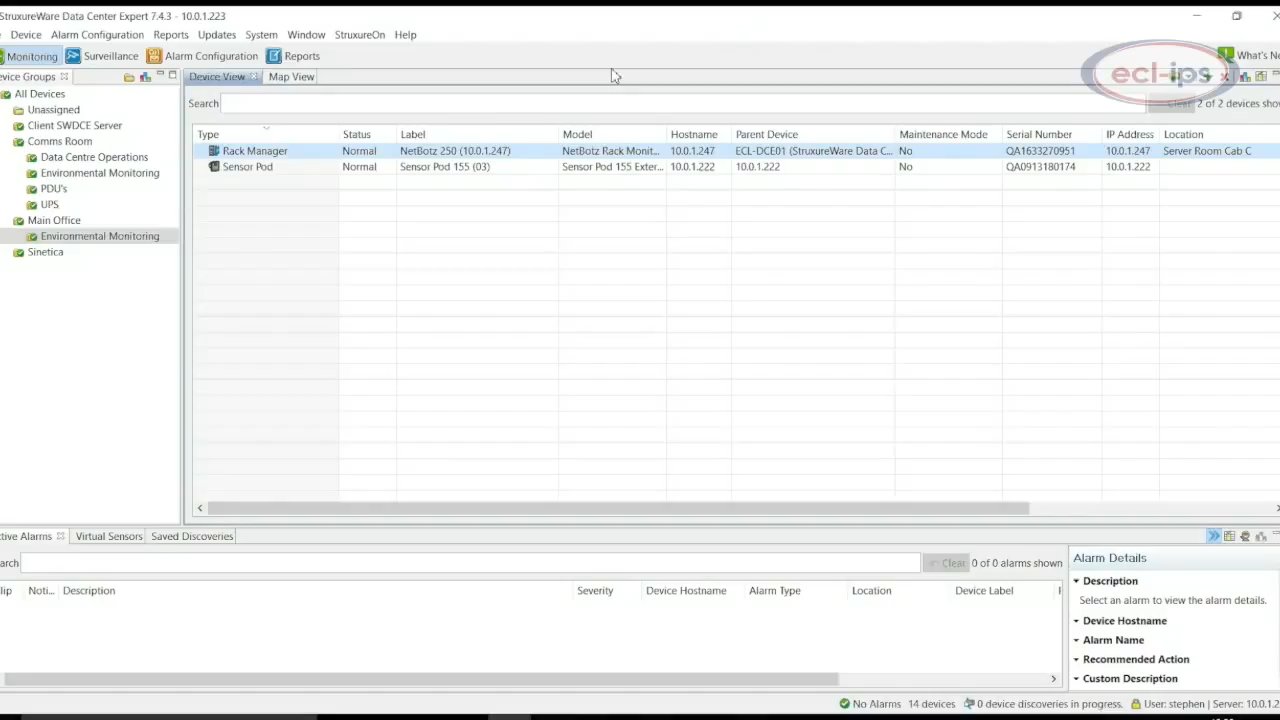 StruxureWare Data Center Expert 7.4.3 - 10.0.1.223
Device Alarm Configuration Reports Updates System Window StruxureOn Help
Monitoring Surveillance Alarm Configuration Reports What's Ne
ecl-ips
evice Groups Device View Map View
Search Clear 2 of 2 devices show
All Devices
Unassigned
Client SWDCE Server
Comms Room
Data Centre Operations
Environmental Monitoring
PDU's
UPS
Main Office
Environmental Monitoring
Sinetica
Type Status Label Model Hostname Parent Device Maintenance Mode Serial Number IP Address Location
Rack Manager Normal NetBotz 250 (10.0.1.247) NetBotz Rack Monit... 10.0.1.247 ECL-DCE01 (StruxureWare Data C... No QA1633270951 10.0.1.247 Server Room Cab C
Sensor Pod Normal Sensor Pod 155 (03) Sensor Pod 155 Exter... 10.0.1.222 10.0.1.222 No QA0913180174 10.0.1.222
ctive Alarms Virtual Sensors Saved Discoveries
earch Clear 0 of 0 alarms shown
lip Noti... Description Severity Device Hostname Alarm Type Location Device Label
Alarm Details
Description
Select an alarm to view the alarm details.
Device Hostname
Alarm Name
Recommended Action
Custom Description
No Alarms 14 devices 0 device discoveries in progress. User: stephen | Server: 10.0.1.2